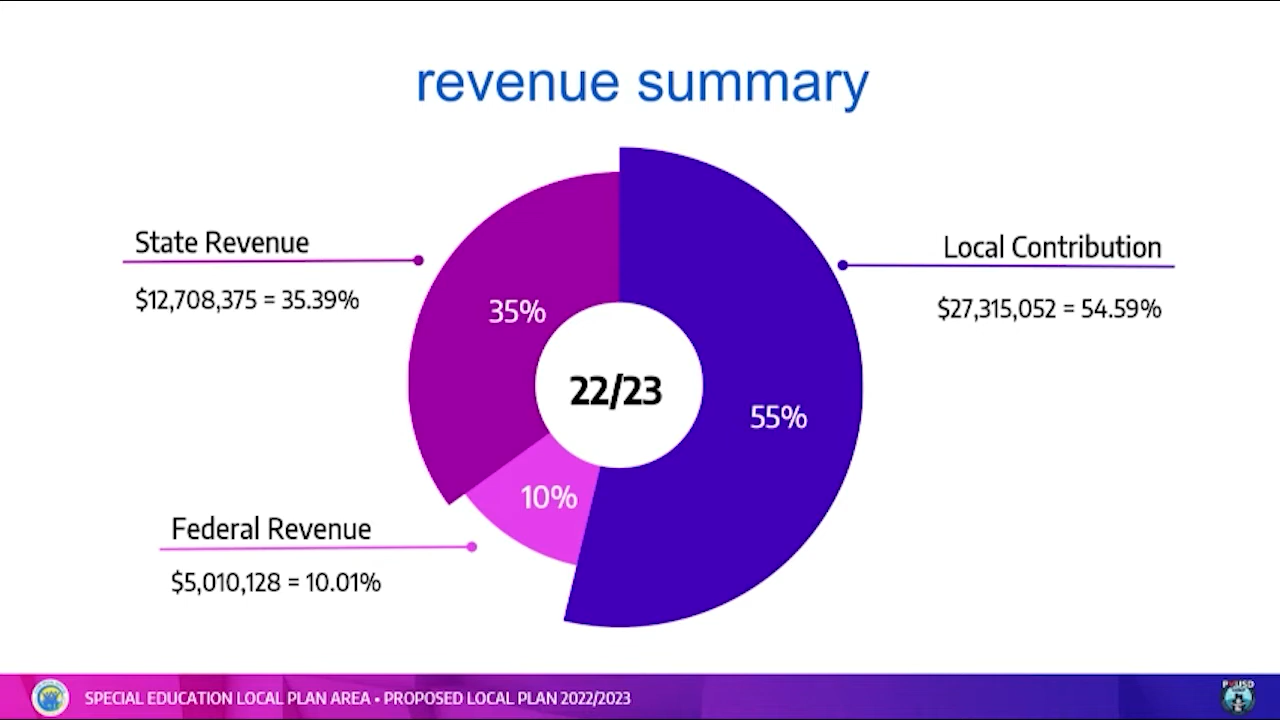 revenue summary
State Revenue
$12,708,375 = 35.39%
Local Contribution
$27,315,052 = 54.59%
35%
22/23
55%
10%
Federal Revenue
$5,010,128 = 10.01%
SPECIAL EDUCATION LOCAL PLAN AREA • PROPOSED LOCAL PLAN 2022/2023